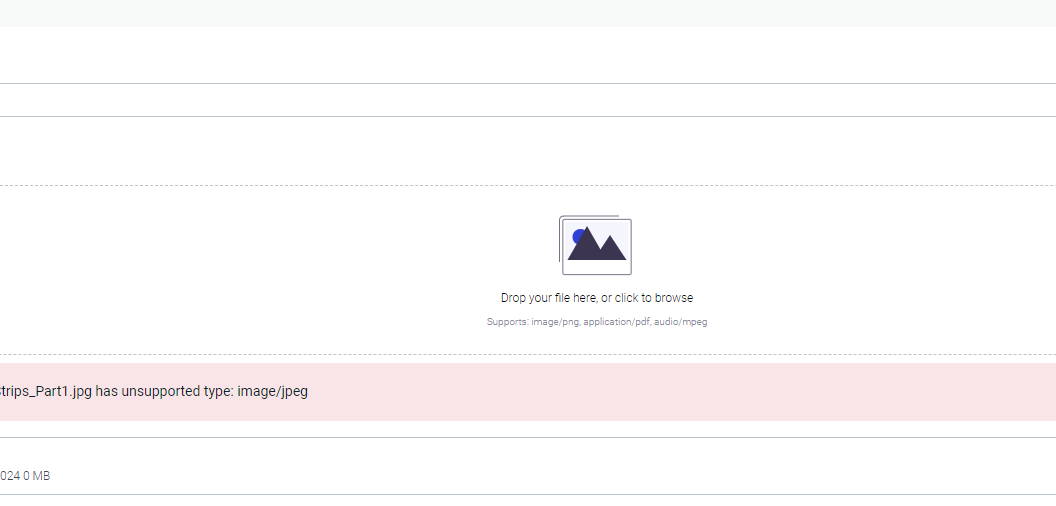 Drop your file here, or click to browse
Supports: image/png, application/pdf, audio/mpeg
trips_Part1.jpg has unsupported type: image/jpeg
024 0 MB